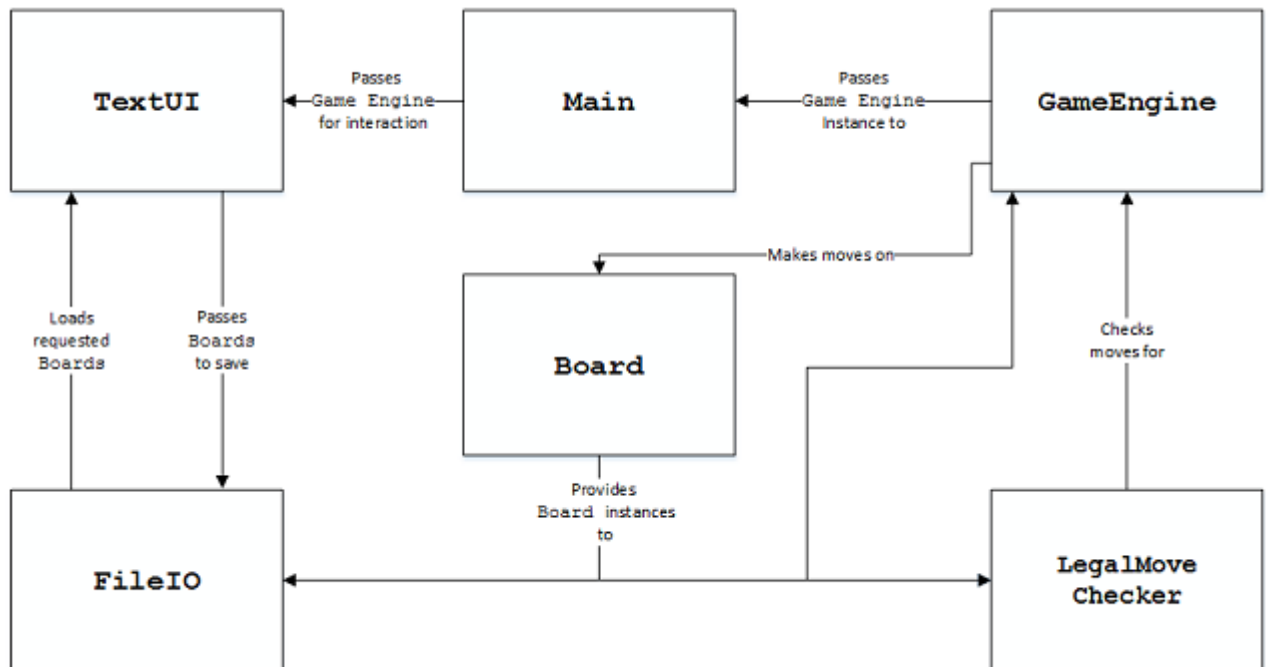 TextUI
Passes
Game Engine
for interaction
Main
Passes
Game Engine
Instance to
GameEngine
Makes moves on
Loads
requested
Boards
Passes
Boards
to save
Board
Checks
moves for
Provides
Board instances
to
FileIO
LegalMove
Checker